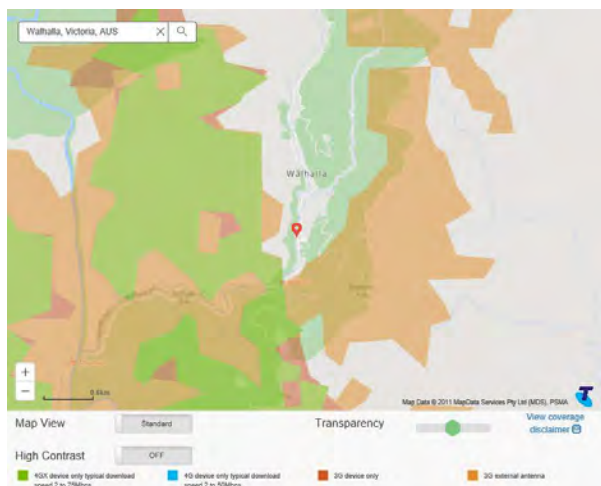 Walhalla, Victoria, AUS
Walhalla
+
−
Map Data © 2011 MapData Services Pty Ltd (MDS), PSMA
Map View
Standard
Transparency
View coverage
disclaimer
High Contrast
OFF
4GX device only typical download
speed 2 to 75Mbps
4G device only typical download
speed 2 to 50Mbps
3G device only
3G external antenna